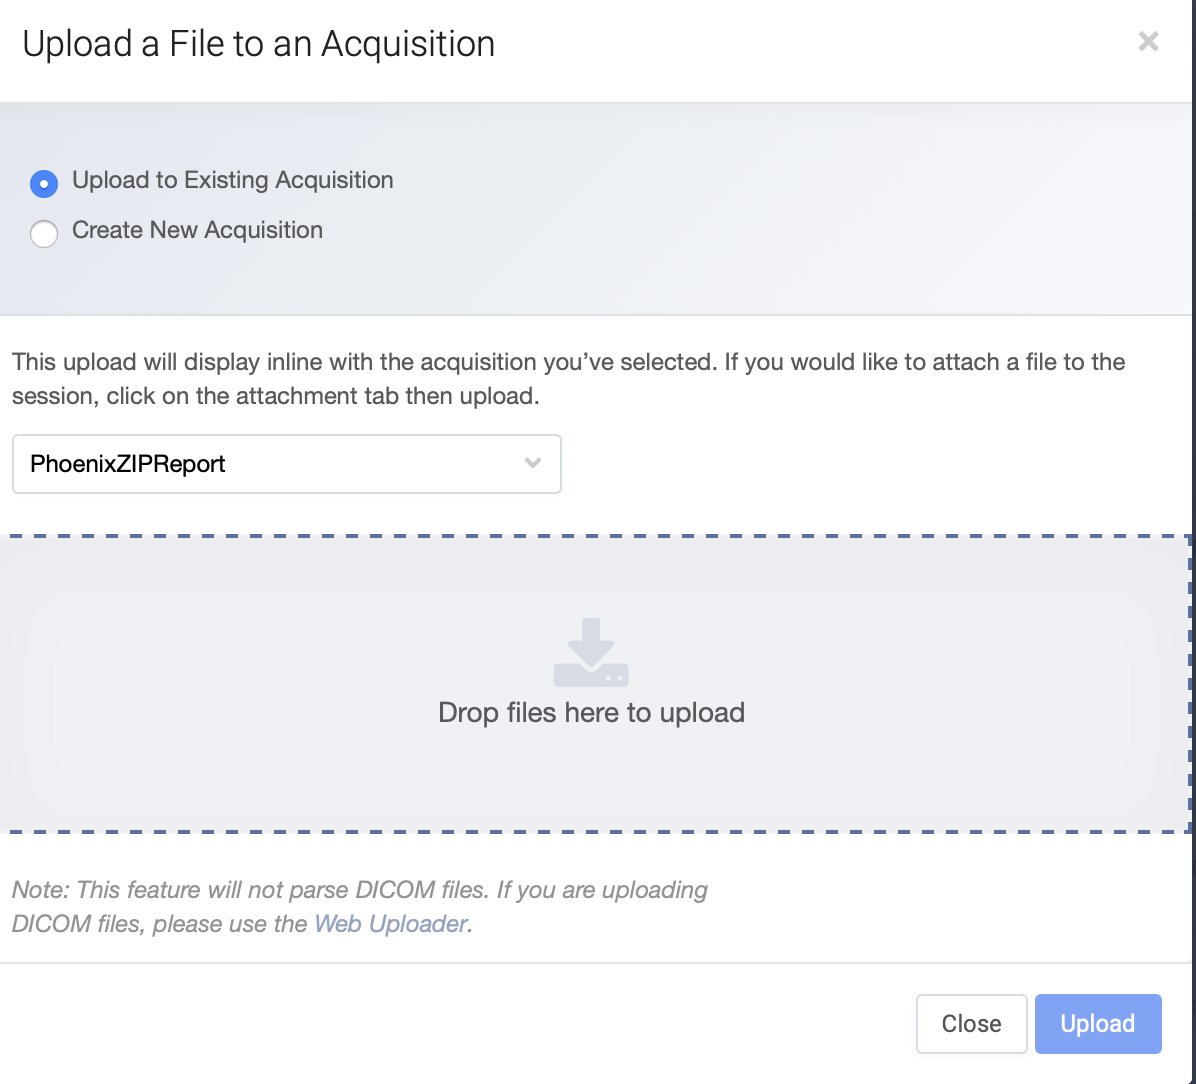 Upload a File to an Acquisition
Upload to Existing Acquisition
Create New Acquisition
This upload will display inline with the acquisition you’ve selected. If you would like to attach a file to the
session, click on the attachment tab then upload.
PhoenixZIPReport
Drop files here to upload
Note: This feature will not parse DICOM files. If you are uploading
DICOM files, please use the Web Uploader.
Close
Upload